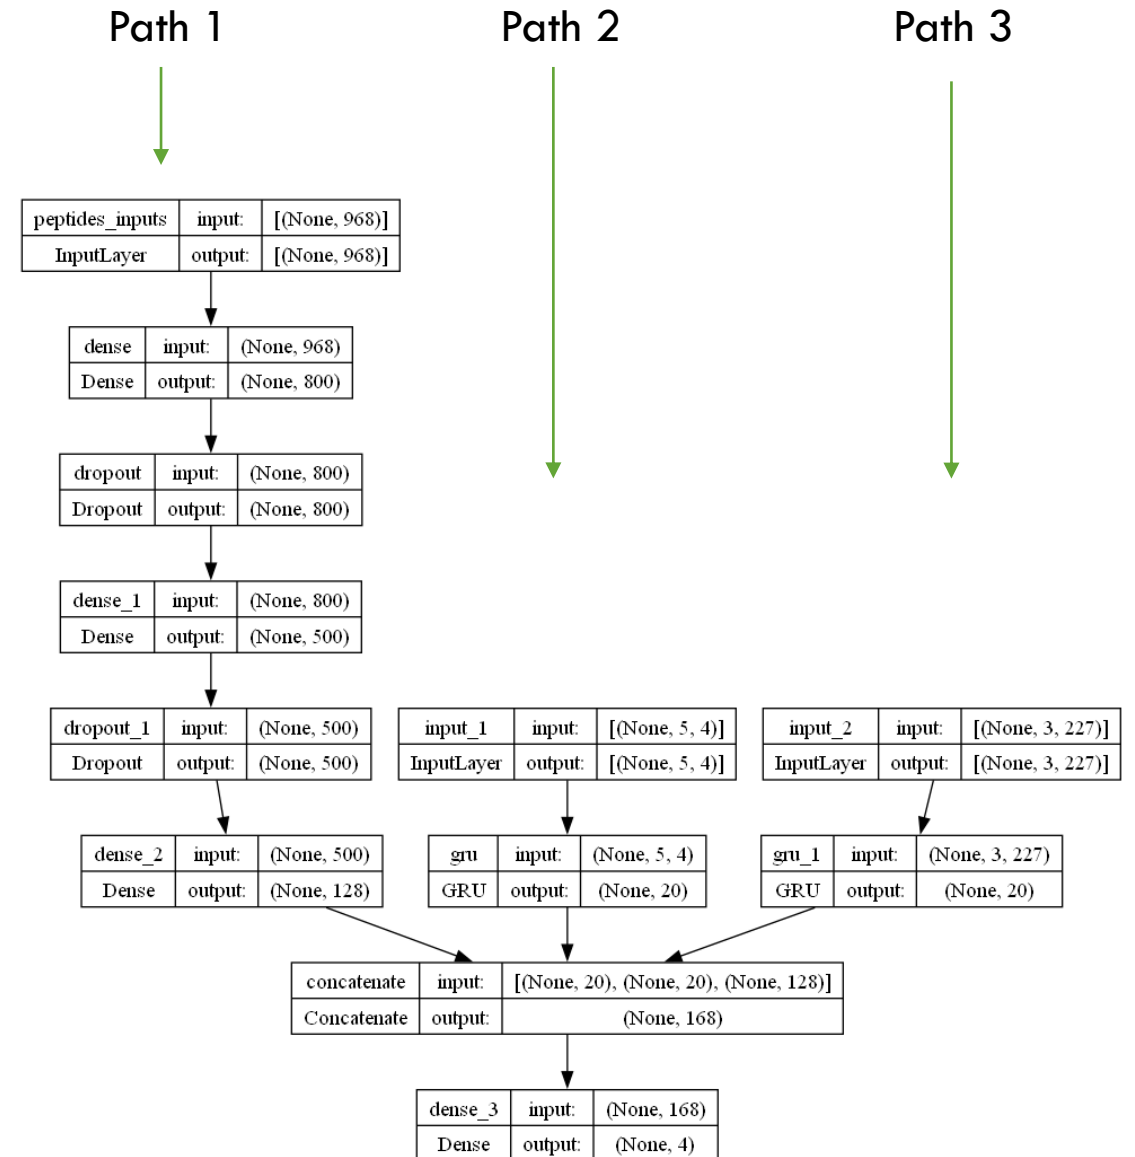 Path 1
Path 2
Path 3
peptides_inputs input: [(None, 968)]
InputLayer output: [(None, 968)]
dense input: (None, 968)
Dense output: (None, 800)
dropout input: (None, 800)
Dropout output: (None, 800)
dense_1 input: (None, 800)
Dense output: (None, 500)
dropout_1 input: (None, 500)
Dropout output: (None, 500)
input_1 input: [(None, 5, 4)]
InputLayer output: [(None, 5, 4)]
input_2 input: [(None, 3, 227)]
InputLayer output: [(None, 3, 227)]
dense_2 input: (None, 500)
Dense output: (None, 128)
gru input: (None, 5, 4)
GRU output: (None, 20)
gru_1 input: (None, 3, 227)
GRU output: (None, 20)
concatenate input: [(None, 20), (None, 20), (None, 128)]
Concatenate output: (None, 168)
dense_3 input: (None, 168)
Dense output: (None, 4)